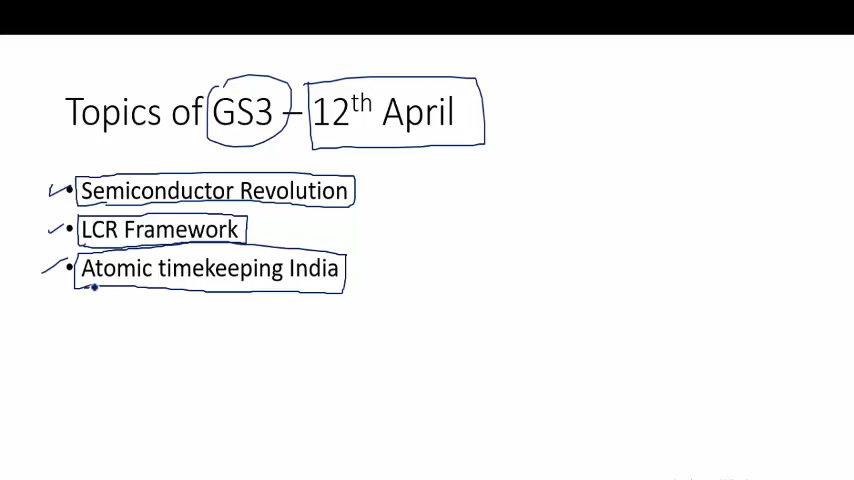 Topics of GS3 – 12th April
• Semiconductor Revolution
• LCR Framework
• Atomic timekeeping India